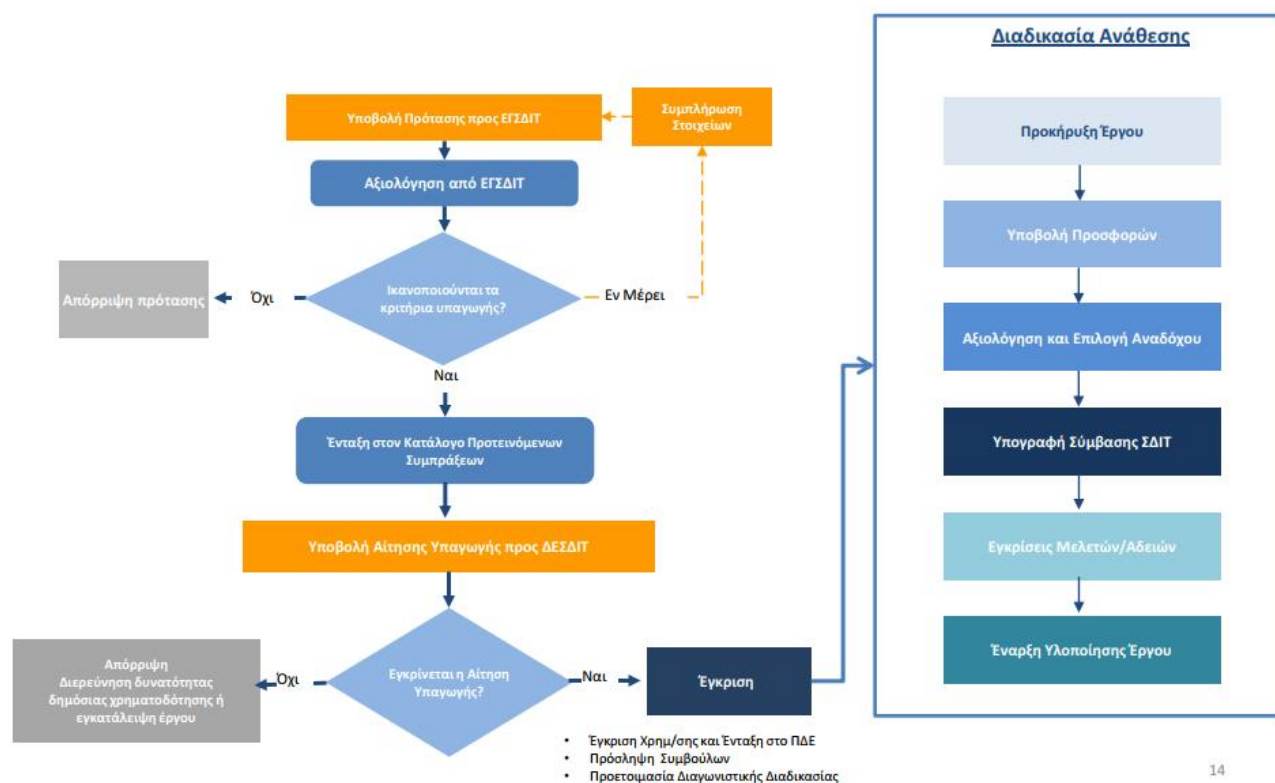 Υποβολή Πρότασης προς ΕΓΣΔΙΤ
Συμπλήρωση
Στοιχείων
Αξιολόγηση από ΕΓΣΔΙΤ
Ικανοποιούνται τα
κριτήρια υπαγωγής?
Όχι
Απόρριψη πρότασης
Εν Μέρει
Ναι
Ένταξη στον Κατάλογο Προτεινόμενων
Συμπράξεων
Υποβολή Αίτησης Υπαγωγής προς ΔΕΣΔΙΤ
Εγκρίνεται η Αίτηση
Υπαγωγής?
Όχι
Απόρριψη
Διερεύνηση δυνατότητας
δημόσιας χρηματοδότησης ή
εγκατάλειψη έργου
Ναι
Έγκριση
• Έγκριση Χρημ/σης και Ένταξη στο ΠΔΕ
• Πρόσληψη Συμβούλων
• Προετοιμασία Διαγωνιστικής Διαδικασίας
Διαδικασία Ανάθεσης
Προκήρυξη Έργου
Υποβολή Προσφορών
Αξιολόγηση και Επιλογή Αναδόχου
Υπογραφή Σύμβασης ΣΔΙΤ
Εγκρίσεις Μελετών/Αδειών
Έναρξη Υλοποίησης Έργου
14